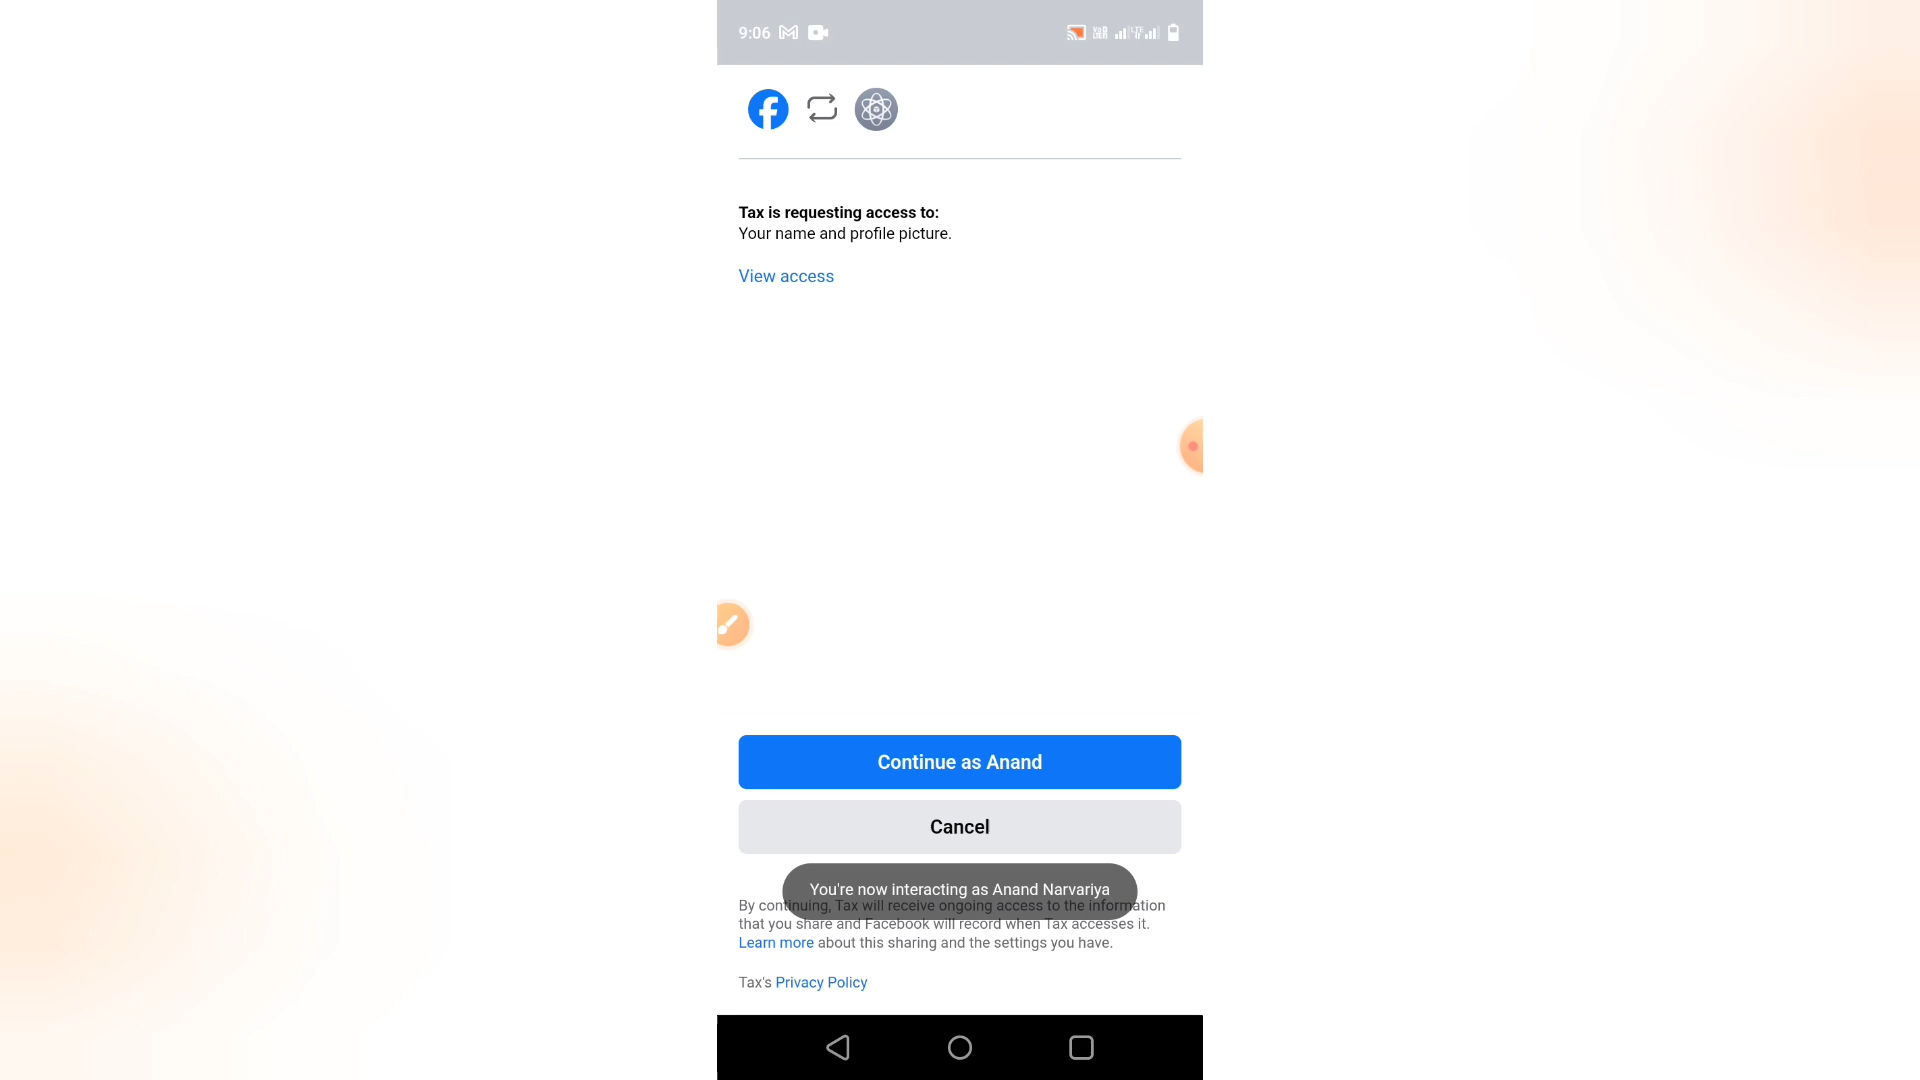 9:06
Tax is requesting access to:
Your name and profile picture.
View access
Continue as Anand
Cancel
You're now interacting as Anand Narvariya
By continuing, Tax will receive ongoing access to the information
that you share and Facebook will record when Tax accesses it.
Learn more about this sharing and the settings you have.
Tax's Privacy Policy